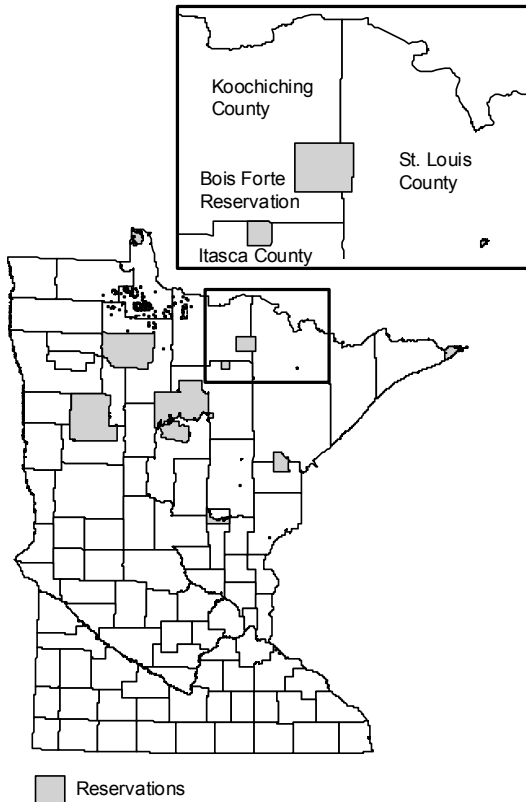 Koochiching
County
St. Louis
County
Bois Forte
Reservation
Itasca County
Reservations